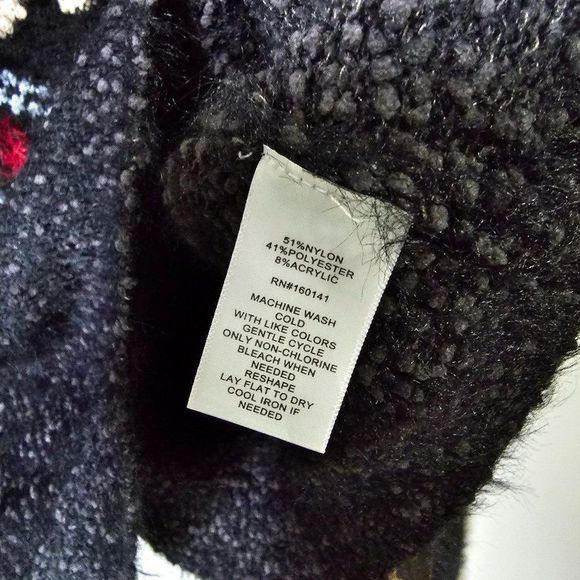 51%NYLON
41%POLYESTER
8%ACRYLIC
RN#160141
MACHINE WASH
COLD
WITH LIKE COLORS
GENTLE CYCLE
ONLY NON-CHLORINE
BLEACH WHEN
NEEDED
RESHAPE
LAY FLAT TO DRY
COOL IRON IF
NEEDED